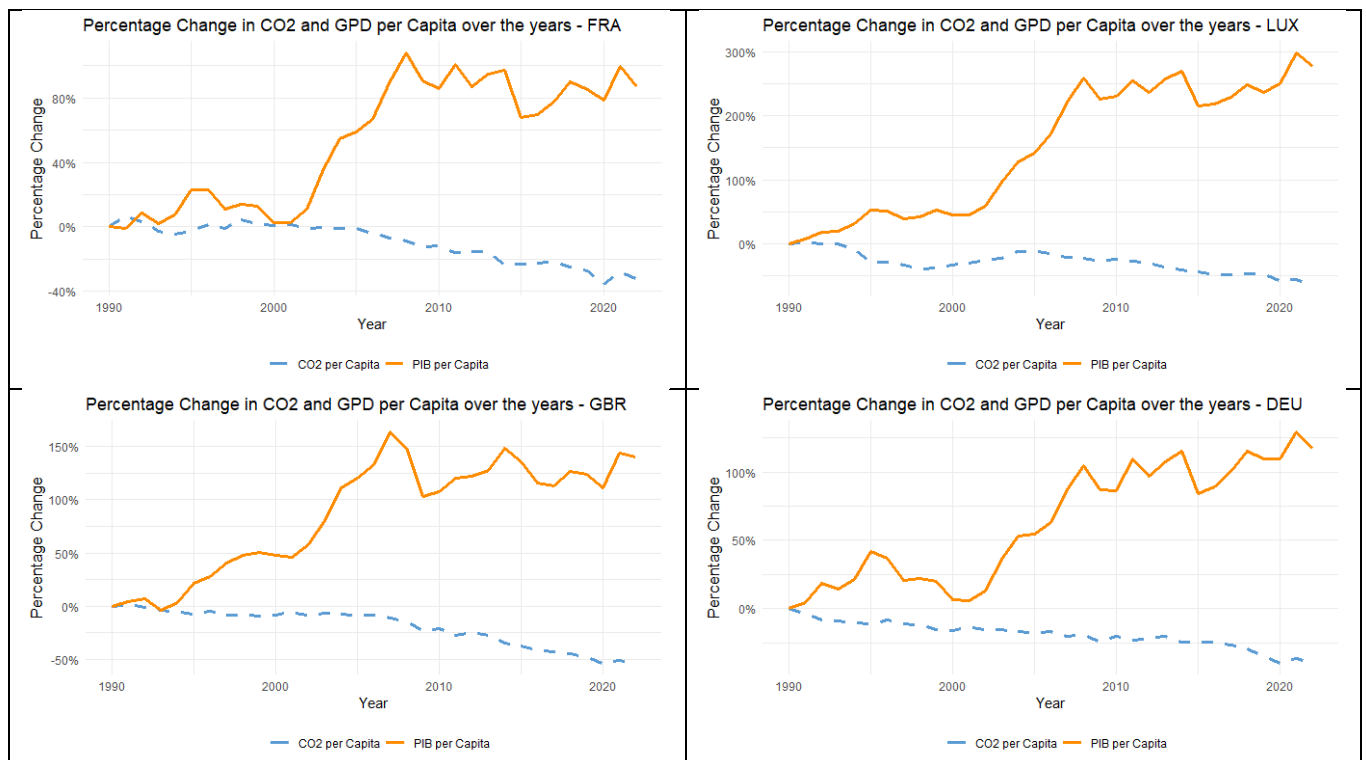 Percentage Change in CO2 and GPD per Capita over the years - FRA
80%
40%
0%
-40%
Percentage Change
1990 2000 2010 2020
Year
CO2 per Capita PIB per Capita
Percentage Change in CO2 and GPD per Capita over the years - LUX
300%
200%
100%
0%
Percentage Change
1990 2000 2010 2020
Year
CO2 per Capita PIB per Capita
Percentage Change in CO2 and GPD per Capita over the years - GBR
150%
100%
50%
0%
-50%
Percentage Change
1990 2000 2010 2020
Year
CO2 per Capita PIB per Capita
Percentage Change in CO2 and GPD per Capita over the years - DEU
100%
50%
0%
Percentage Change
1990 2000 2010 2020
Year
CO2 per Capita PIB per Capita